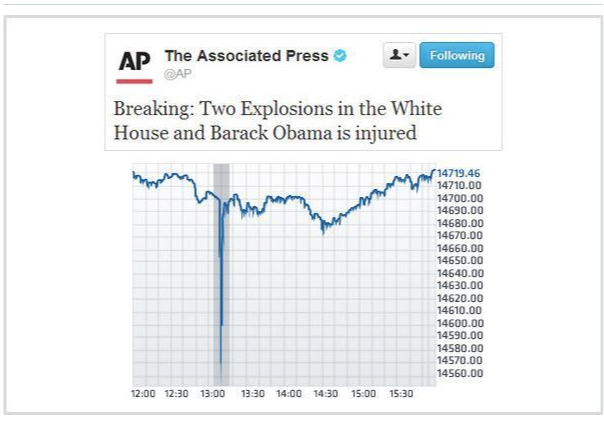 AP The Associated Press
@AP
Following
Breaking: Two Explosions in the White
House and Barack Obama is injured
14719.46
14710.00
14700.00
14690.00
14680.00
14670.00
14660.00
14650.00
14640.00
14630.00
14620.00
14610.00
14600.00
14590.00
14580.00
14570.00
14560.00
12:00 12:30 13:00 13:30 14:00 14:30 15:00 15:30